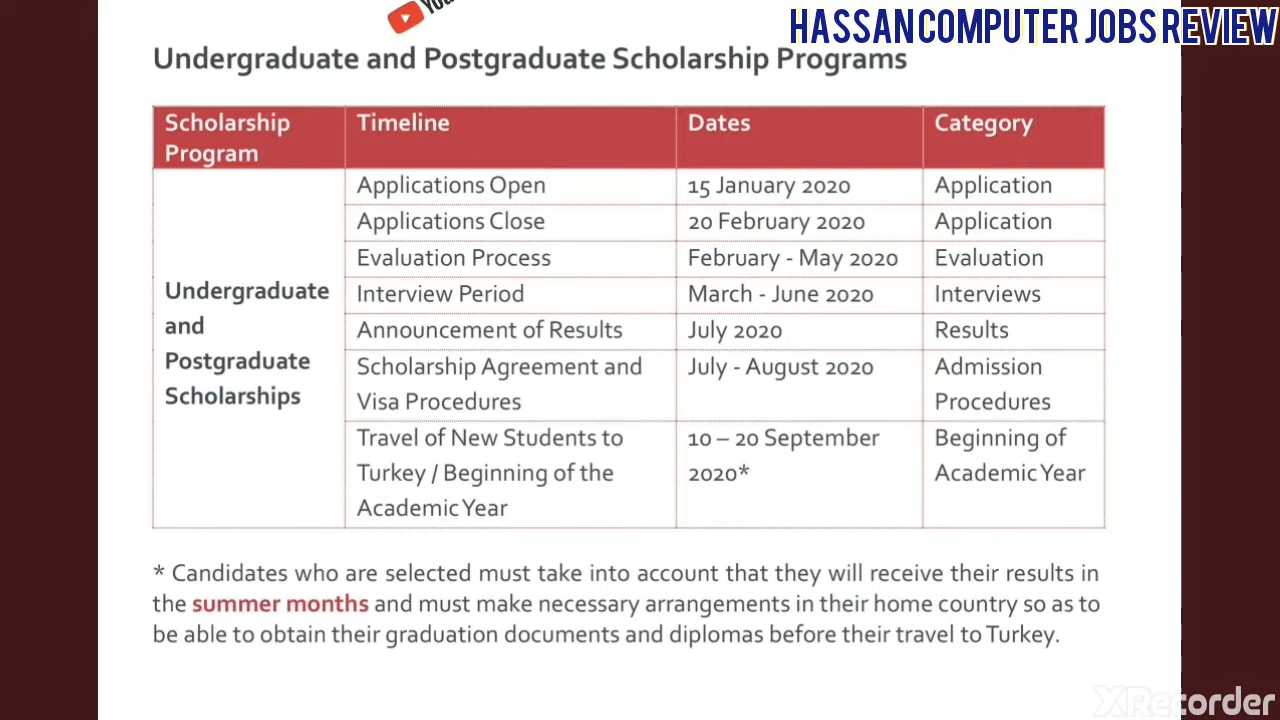 You
HASSAN COMPUTER JOBS REVIEW
Undergraduate and Postgraduate Scholarship Programs
Scholarship Program Timeline Dates Category
Applications Open 15 January 2020 Application
Applications Close 20 February 2020 Application
Evaluation Process February - May 2020 Evaluation
Undergraduate and Postgraduate Scholarships
Interview Period March - June 2020 Interviews
Announcement of Results July 2020 Results
Scholarship Agreement and Visa Procedures July - August 2020 Admission Procedures
Travel of New Students to Turkey / Beginning of the Academic Year 10 – 20 September 2020* Beginning of Academic Year
* Candidates who are selected must take into account that they will receive their results in
the summer months and must make necessary arrangements in their home country so as to
be able to obtain their graduation documents and diplomas before their travel to Turkey.
XRecorder